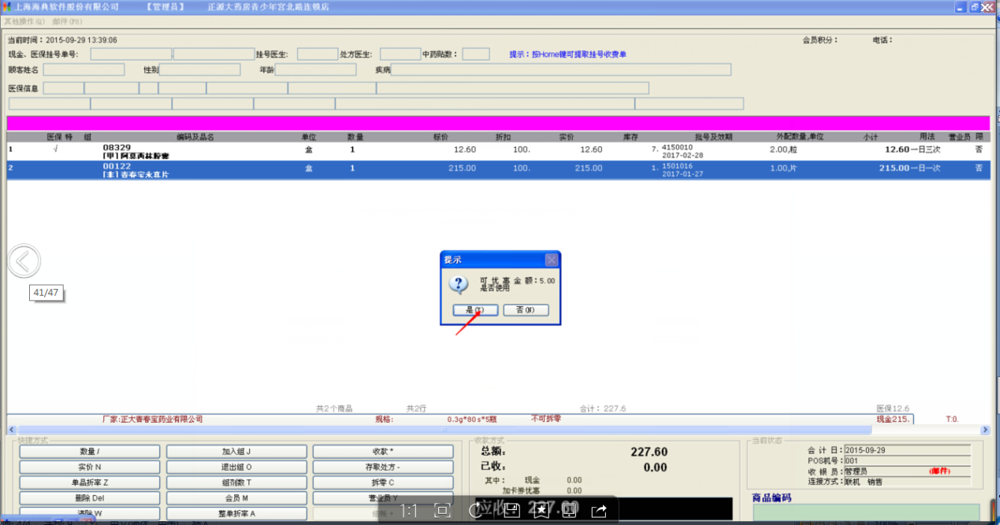 上海海典软件股份有限公司 【管理员】 正源大药房青少年宫北路连锁店
其他操作(Q) 邮件(Y0)
当前时间：2015-09-29 13:39:06 会员积分： 电话：
现金、医保挂号单号: 挂号医生: 处方医生: 中药贴数： 提示：按Home键可提取挂号收费单
顾客姓名 性别 年龄 疾病
医保信息
医保 特 组 编码及品名 单位 数量 标价 折扣 实价 库存 批号及效期 外配数量,单位 小计 用法 营业员 限
1 √ 08329 盒 1 12.60 100. 12.60 7. 4150010 2.00,粒 12.60 一日三次 否
[甲]阿莫西林胶囊 2017-02-28
2 00122 盒 1 215.00 100. 215.00 1. 1501016 1.00,片 215.00 一日一次 否
[非]青春宝永真片 2017-01-27
提示
可优惠金额：5.00
是否使用
是(Y) 否(N)
41/47
共2个商品 共2行 合计：227.6 医保12.6
厂家:正大青春宝药业有限公司 规格: 0.3g*80s*5瓶 不可拆零 现金215. T:0.
快捷方式 收款方式 当前状态
数量 / 加入组 J 收款 *
实价 N 退出组 O 存取处方 -
单品折率 Z 组剂数 T 拆零 C
删除 Del 会员 M 营业员 Y
清除 W 整单折率 A
总额: 227.60
已收: 0.00
其中： 现金 0.00
加卡券优惠 0.00
应收: 227.60
1:1
会 计 日：2015-09-29
POS机号：001
收 银 员：管理员 (邮件)
连接方式：联机 销售
商品编码